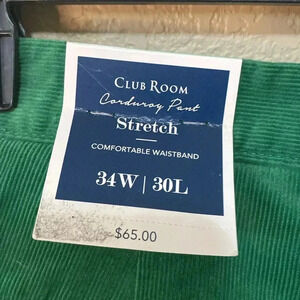 CLUB ROOM
Corduroy Pant
Stretch
COMFORTABLE WAISTBAND
34W | 30L
$65.00